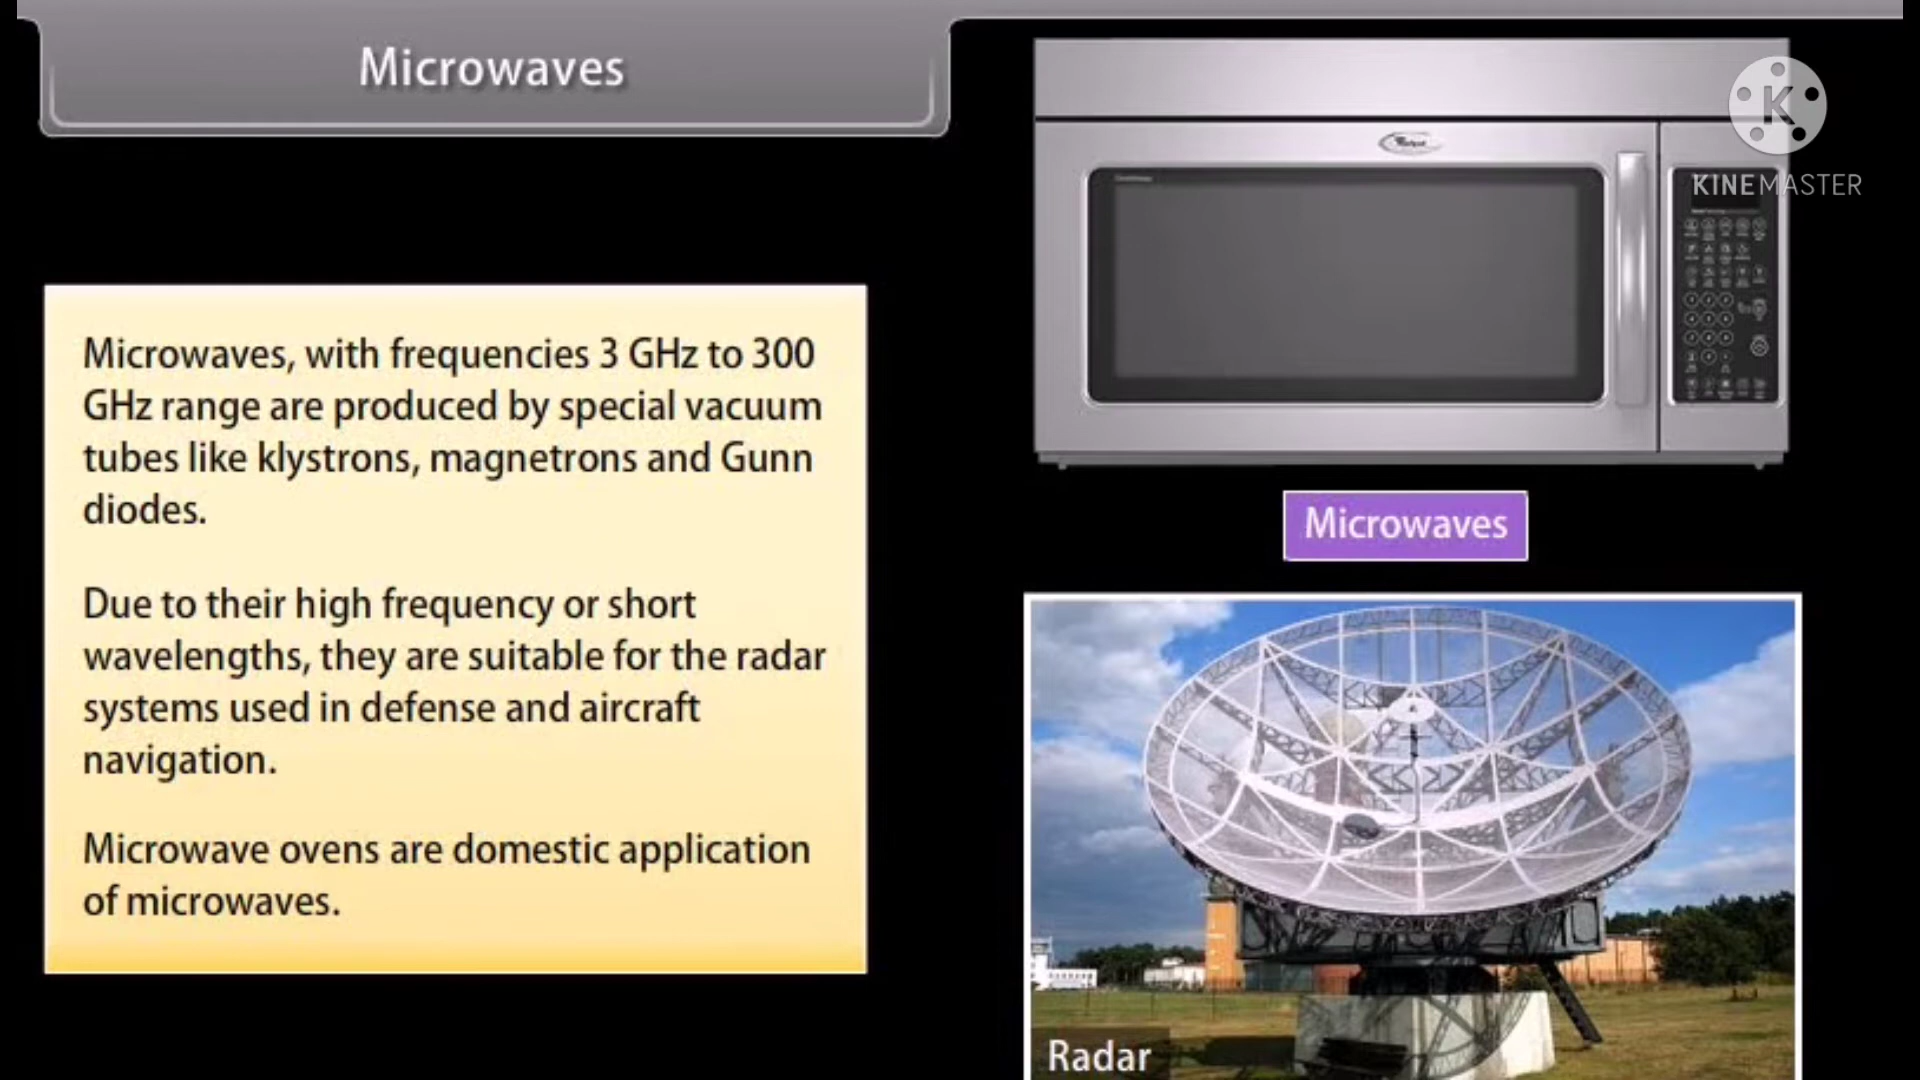 Microwaves
KINEMASTER
Microwaves, with frequencies 3 GHz to 300
GHz range are produced by special vacuum
tubes like klystrons, magnetrons and Gunn
diodes.
Due to their high frequency or short
wavelengths, they are suitable for the radar
systems used in defense and aircraft
navigation.
Microwave ovens are domestic application
of microwaves.
Microwaves
Radar